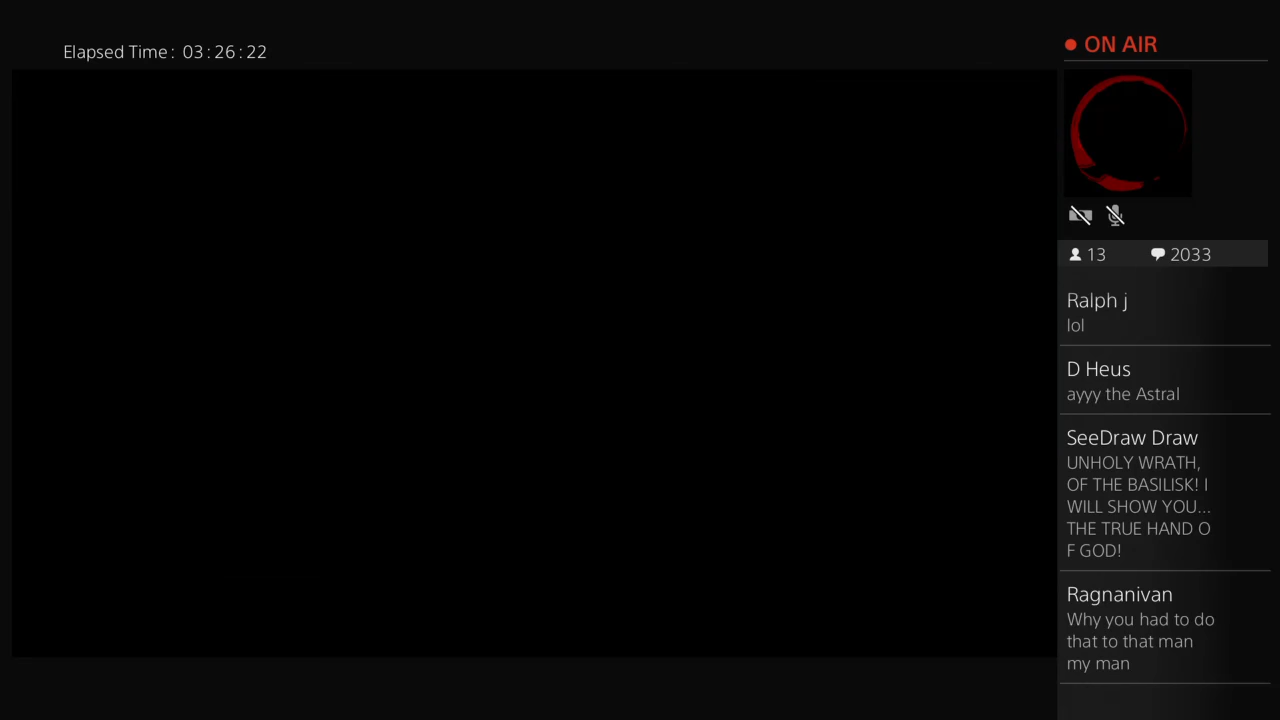 Elapsed Time: 03:26:22
ON AIR
13 2033
Ralph j
lol
D Heus
ayyy the Astral
SeeDraw Draw
UNHOLY WRATH,
OF THE BASILISK! I
WILL SHOW YOU...
THE TRUE HAND O
F GOD!
Ragnanivan
Why you had to do
that to that man
my man